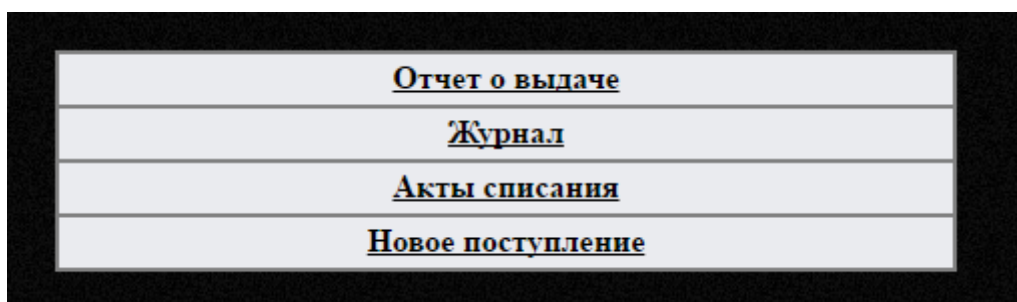 Отчет о выдаче
Журнал
Акты списания
Новое поступление